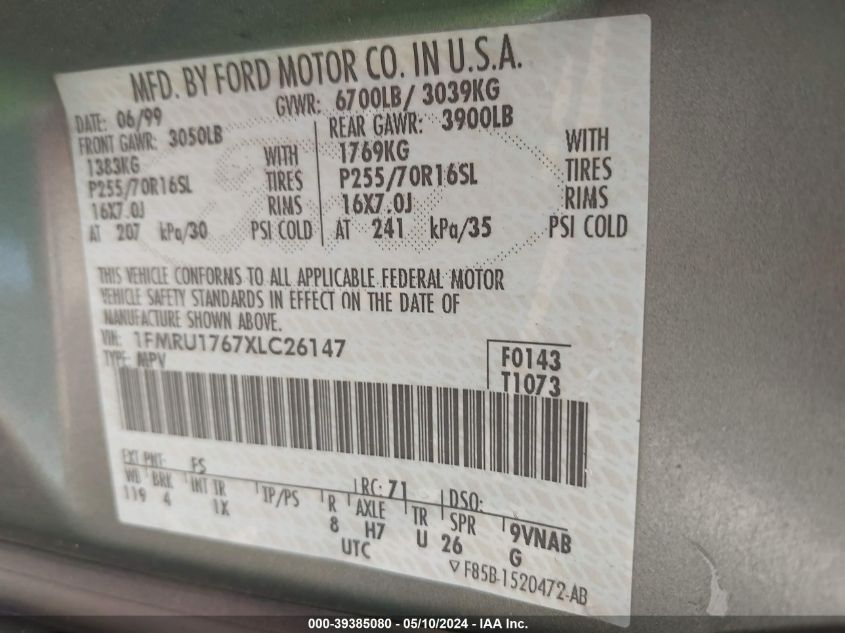 MFD. BY FORD MOTOR CO. IN U.S.A.
DATE: 06/99 GVWR: 6700LB/ 3039KG
FRONT GAWR: 3050LB REAR GAWR: 3900LB
1383KG WITH 1769KG WITH
P255/70R16SL TIRES P255/70R16SL TIRES
16X7.0J RIMS 16X7.0J RIMS
AT 207 kPa/30 PSI COLD AT 241 kPa/35 PSI COLD
THIS VEHICLE CONFORMS TO ALL APPLICABLE FEDERAL MOTOR
VEHICLE SAFETY STANDARDS IN EFFECT ON THE DATE OF
MANUFACTURE SHOWN ABOVE.
VIN: 1FMRU1767XLC26147
TYPE: MPV
F0143
T1073
EXT PNT: FS RC: 71 DSO:
WB BRK INT TR TP/PS R AXLE TR SPR 9VNAB
119 4 1X 8 H7 U 26 G
UTC
▽ F85B-1520472-AB
000-39385080 - 05/10/2024 - IAA Inc.